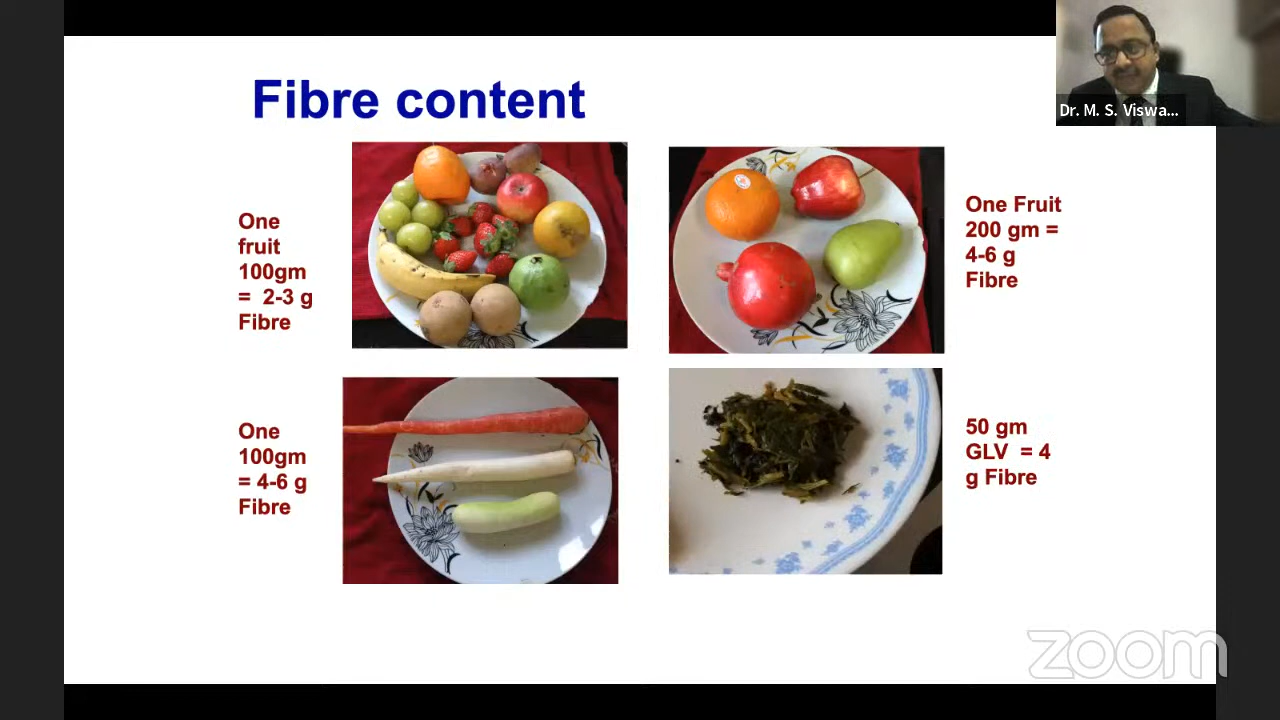 Fibre content
Dr. M. S. Viswa...
One
fruit
100gm
= 2-3 g
Fibre
One Fruit
200 gm =
4-6 g
Fibre
One
100gm
= 4-6 g
Fibre
50 gm
GLV = 4
g Fibre
zoom